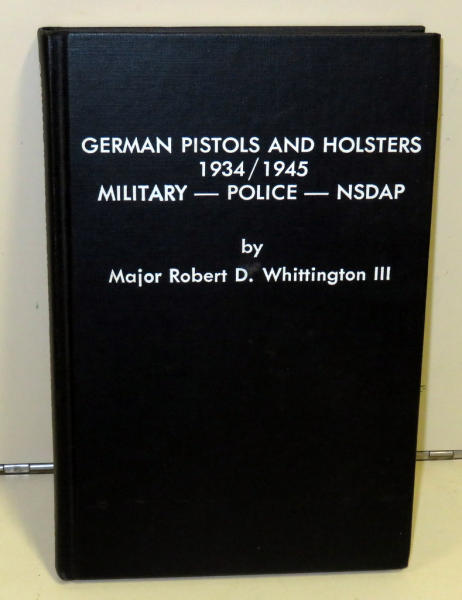 GERMAN PISTOLS AND HOLSTERS
1934/1945
MILITARY — POLICE — NSDAP
by
Major Robert D. Whittington III